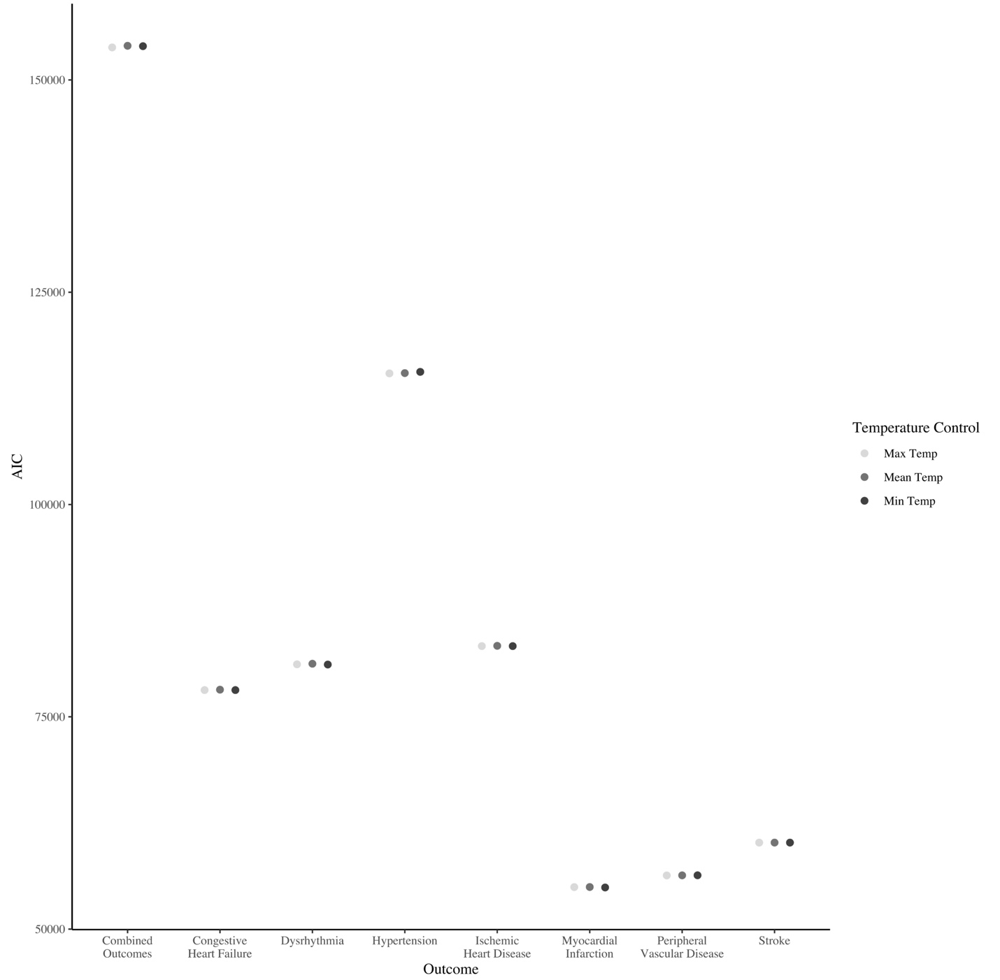 150000
125000
100000
75000
50000
AIC
Combined
Outcomes
Congestive
Heart Failure
Dysrhythmia
Hypertension
Ischemic
Heart Disease
Myocardial
Infarction
Peripheral
Vascular Disease
Stroke
Outcome
Temperature Control
Max Temp
Mean Temp
Min Temp